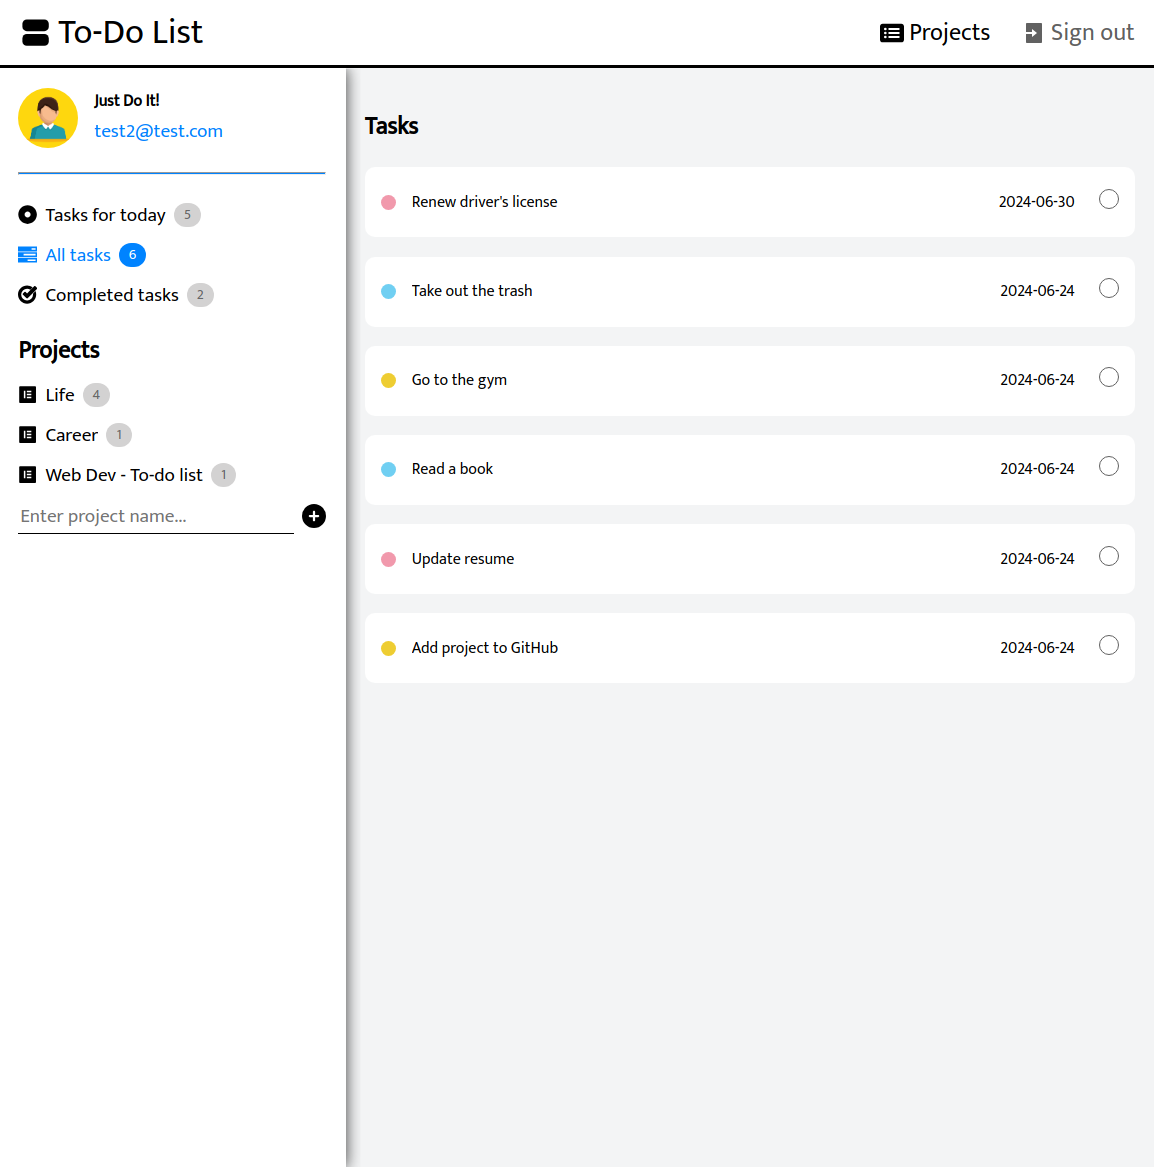 To-Do List
Projects
Sign out
Just Do It!
test2@test.com
Tasks for today 5
All tasks 6
Completed tasks 2
Projects
Life 4
Career 1
Web Dev - To-do list 1
Enter project name...
Tasks
Renew driver's license 2024-06-30
Take out the trash 2024-06-24
Go to the gym 2024-06-24
Read a book 2024-06-24
Update resume 2024-06-24
Add project to GitHub 2024-06-24